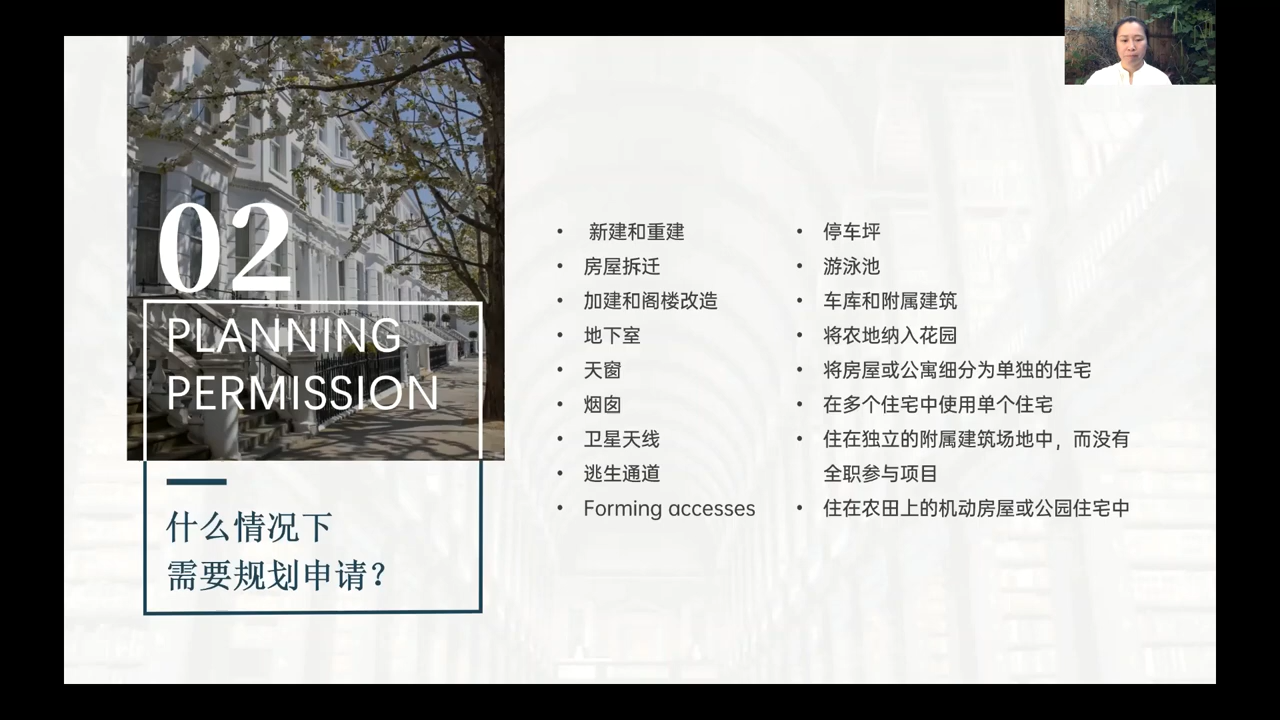 02
PLANNING
PERMISSION
什么情况下
需要规划申请？
• 新建和重建
• 房屋拆迁
• 加建和阁楼改造
• 地下室
• 天窗
• 烟囱
• 卫星天线
• 逃生通道
• Forming accesses
• 停车坪
• 游泳池
• 车库和附属建筑
• 将农地纳入花园
• 将房屋或公寓细分为单独的住宅
• 在多个住宅中使用单个住宅
• 住在独立的附属建筑场地中，而没有
全职参与项目
• 住在农田上的机动房屋或公园住宅中